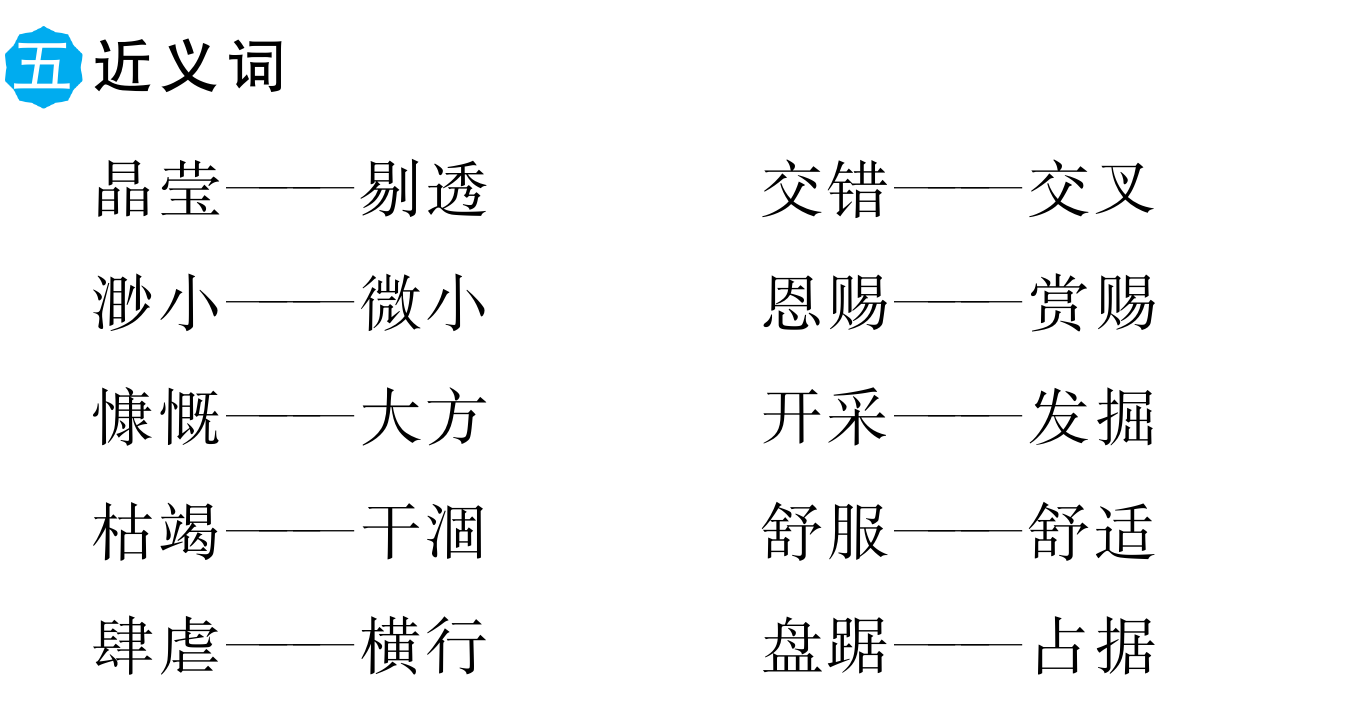 五 近义词
晶莹——剔透 交错——交叉
渺小——微小 恩赐——赏赐
慷慨——大方 开采——发掘
枯竭——干涸 舒服——舒适
肆虐——横行 盘踞——占据